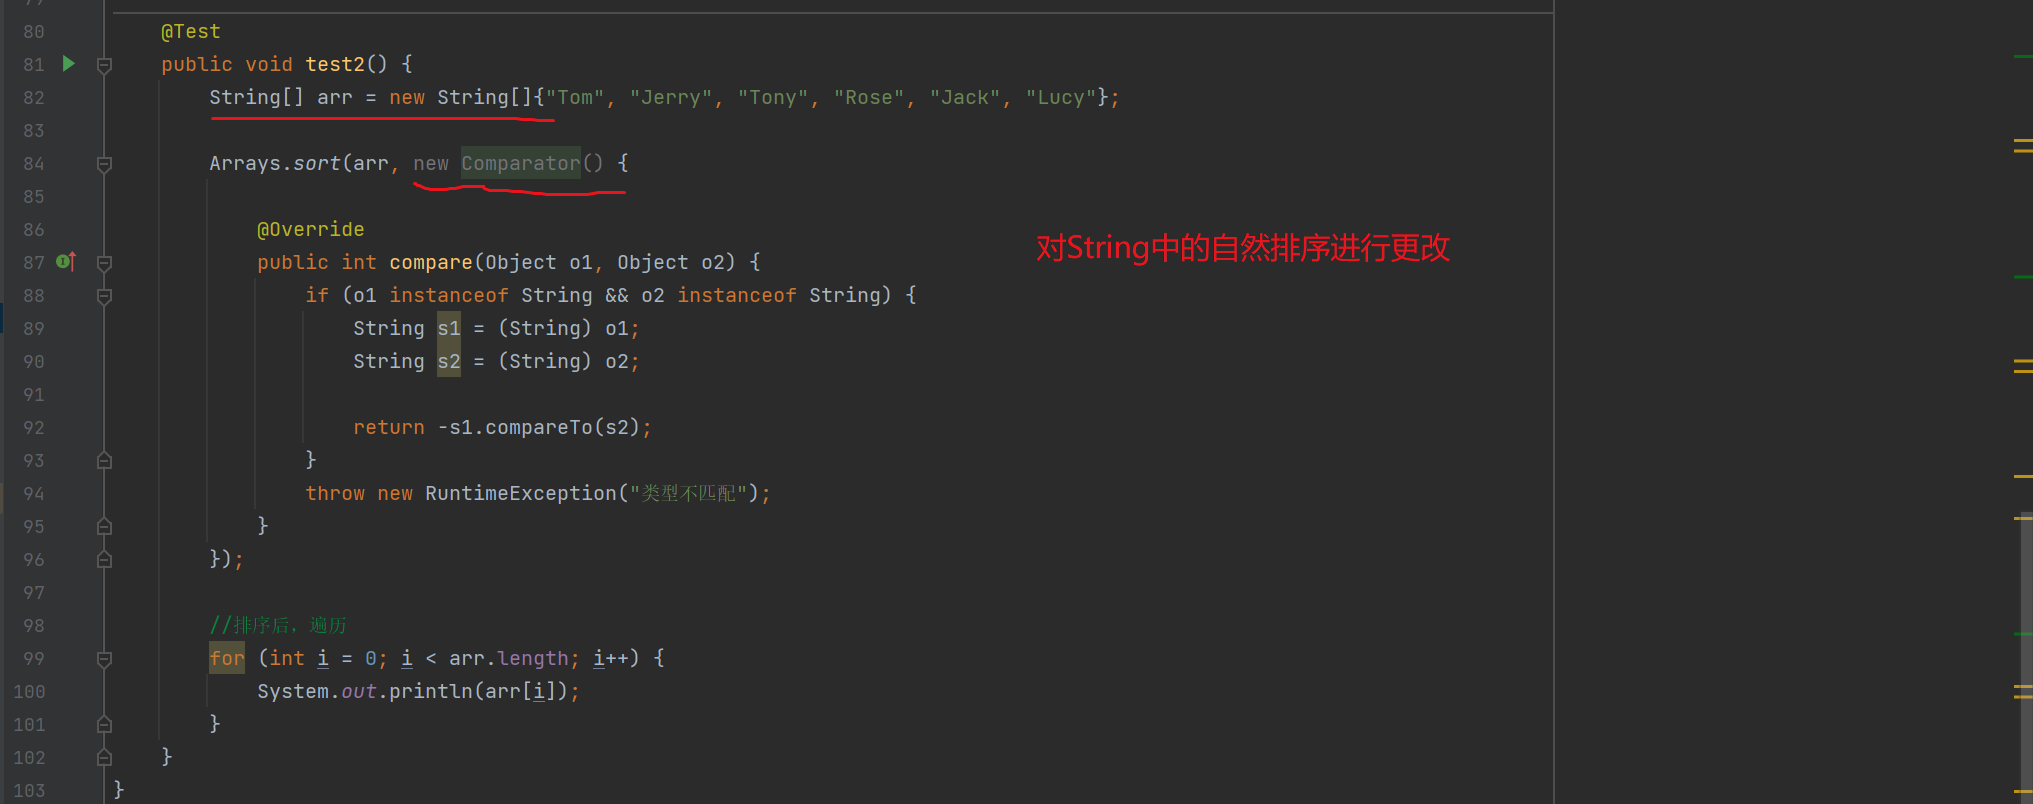 80 @Test
81 public void test2() {
82 String[] arr = new String[]{"Tom", "Jerry", "Tony", "Rose", "Jack", "Lucy"};
83
84 Arrays.sort(arr, new Comparator() {
85
86 @Override
对String中的自然排序进行更改
87 public int compare(Object o1, Object o2) {
88 if (o1 instanceof String && o2 instanceof String) {
89 String s1 = (String) o1;
90 String s2 = (String) o2;
91
92 return -s1.compareTo(s2);
93 }
94 throw new RuntimeException("类型不匹配");
95 }
96 });
97
98 //排序后，遍历
99 for (int i = 0; i < arr.length; i++) {
100 System.out.println(arr[i]);
101 }
102 }
103 }